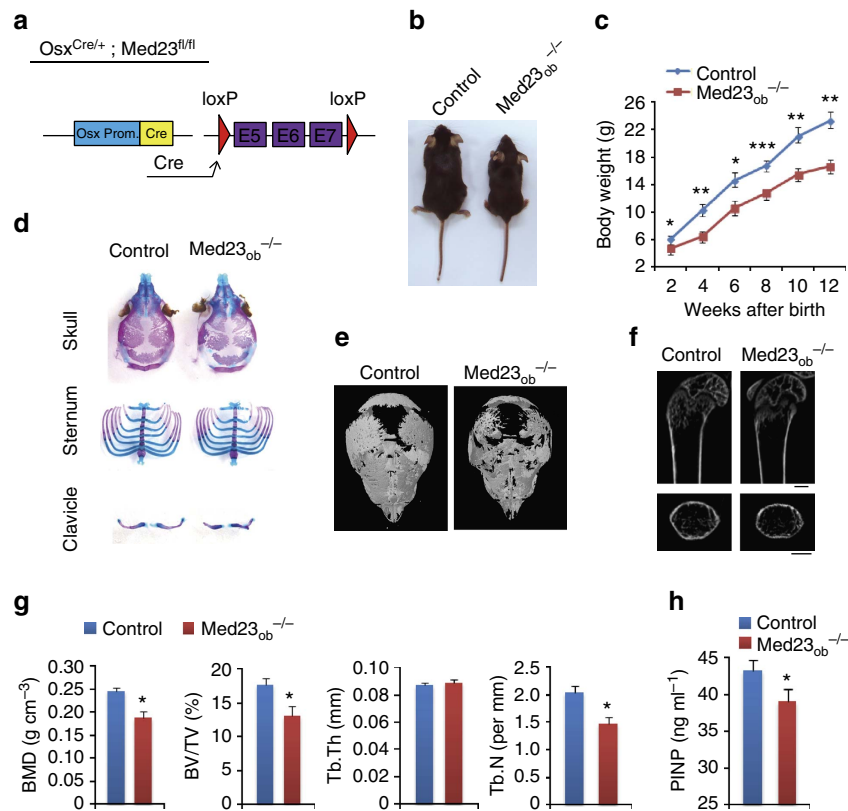 a
Osx^Cre/+ ; Med23^fl/fl
loxP loxP
Osx Prom. Cre E5 E6 E7
Cre
b
Control Med23ob−/−
c
Control
Med23ob−/−
Body weight (g)
26
22
18
14
10
6
2
* ** * *** ** **
2 4 6 8 10 12
Weeks after birth
d
Control Med23ob−/−
Skull
Sternum
Clavicle
e
Control Med23ob−/−
f
Control Med23ob−/−
g
Control Med23ob−/−
BMD (g cm−3)
0.30
0.25
0.20
0.15
0.10
0.05
0
*
BV/TV (%)
20
15
10
5
0
*
Tb.Th (mm)
0.10
0.08
0.06
0.04
0.02
0.00
Tb.N (per mm)
2.5
2.0
1.5
1.0
0.5
0
*
h
Control
Med23ob−/−
PINP (ng ml−1)
45
40
35
30
25
*